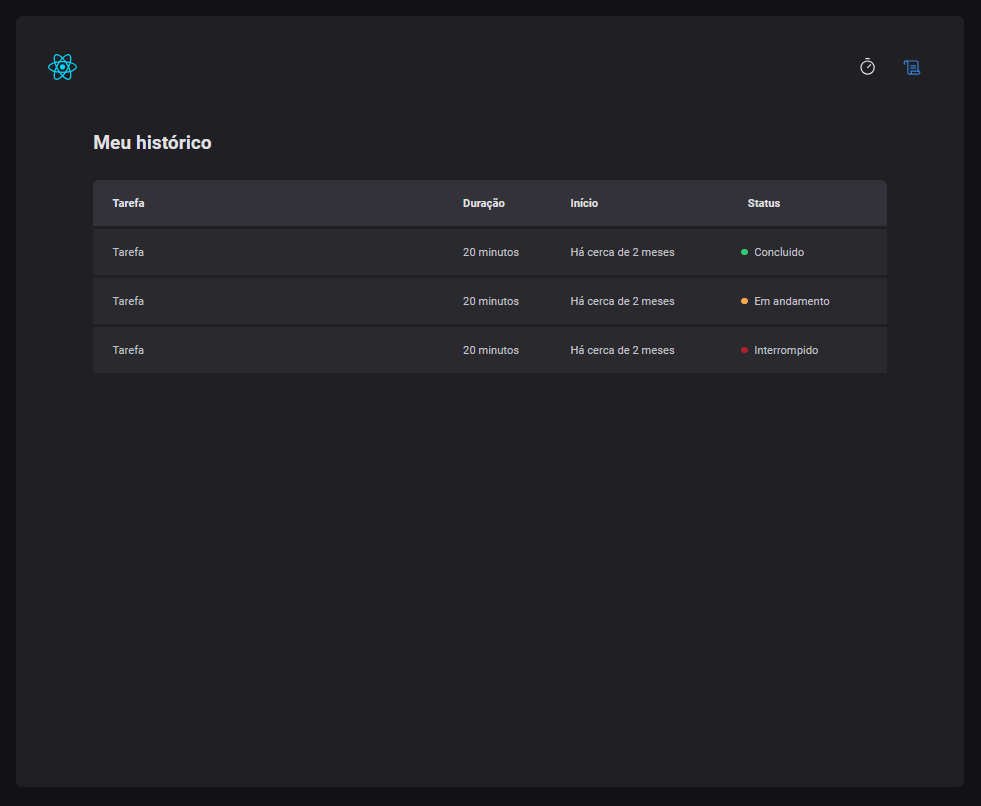 Meu histórico
Tarefa Duração Início Status
Tarefa 20 minutos Há cerca de 2 meses Concluido
Tarefa 20 minutos Há cerca de 2 meses Em andamento
Tarefa 20 minutos Há cerca de 2 meses Interrompido